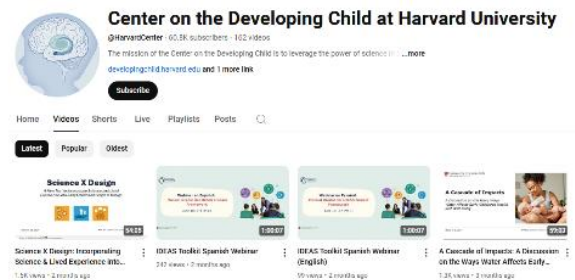 Center on the Developing Child at Harvard University
@HarvardCenter · 60.8K subscribers · 162 videos
The mission of the Center on the Developing Child is to leverage the power of science ...more
developingchild.harvard.edu and 1 more link
Subscribe
Home Videos Shorts Live Playlists Posts
Latest Popular Oldest
Science X Design
54:09
1:00:07
1:00:07
A Cascade of Impacts
59:03
Science X Design: Incorporating Science & Lived Experience into...
1.5K views · 2 months ago
IDEAS Toolkit Spanish Webinar
242 views · 2 months ago
IDEAS Toolkit Spanish Webinar (English)
99 views · 2 months ago
A Cascade of Impacts: A Discussion on the Ways Water Affects Early...
1.3K views · 3 months ago